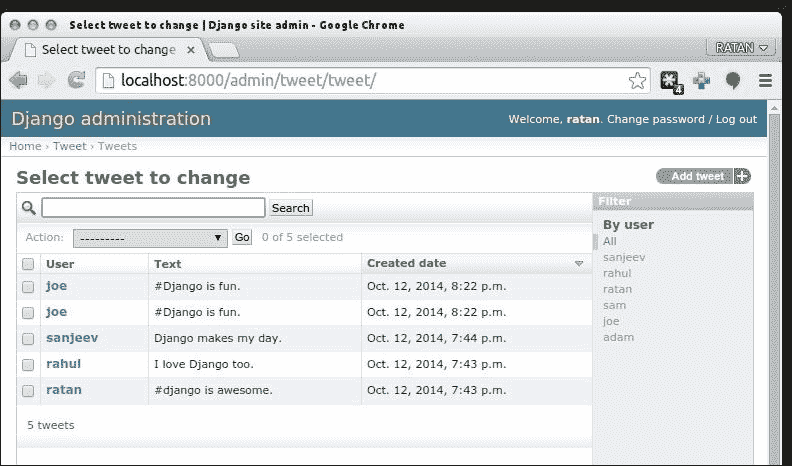 Select tweet to change | Django site admin - Google Chrome
Select tweet to change
RATAN
localhost:8000/admin/tweet/tweet/
4
Django administration
Welcome, ratan. Change password / Log out
Home › Tweet › Tweets
Select tweet to change
Add tweet +
Search
Filter
Action: --------- Go 0 of 5 selected
By user
All
sanjeev
rahul
ratan
sam
joe
adam
User Text Created date
joe #Django is fun. Oct. 12, 2014, 8:22 p.m.
joe #Django is fun. Oct. 12, 2014, 8:22 p.m.
sanjeev Django makes my day. Oct. 12, 2014, 7:44 p.m.
rahul I love Django too. Oct. 12, 2014, 7:43 p.m.
ratan #django is awesome. Oct. 12, 2014, 7:43 p.m.
5 tweets